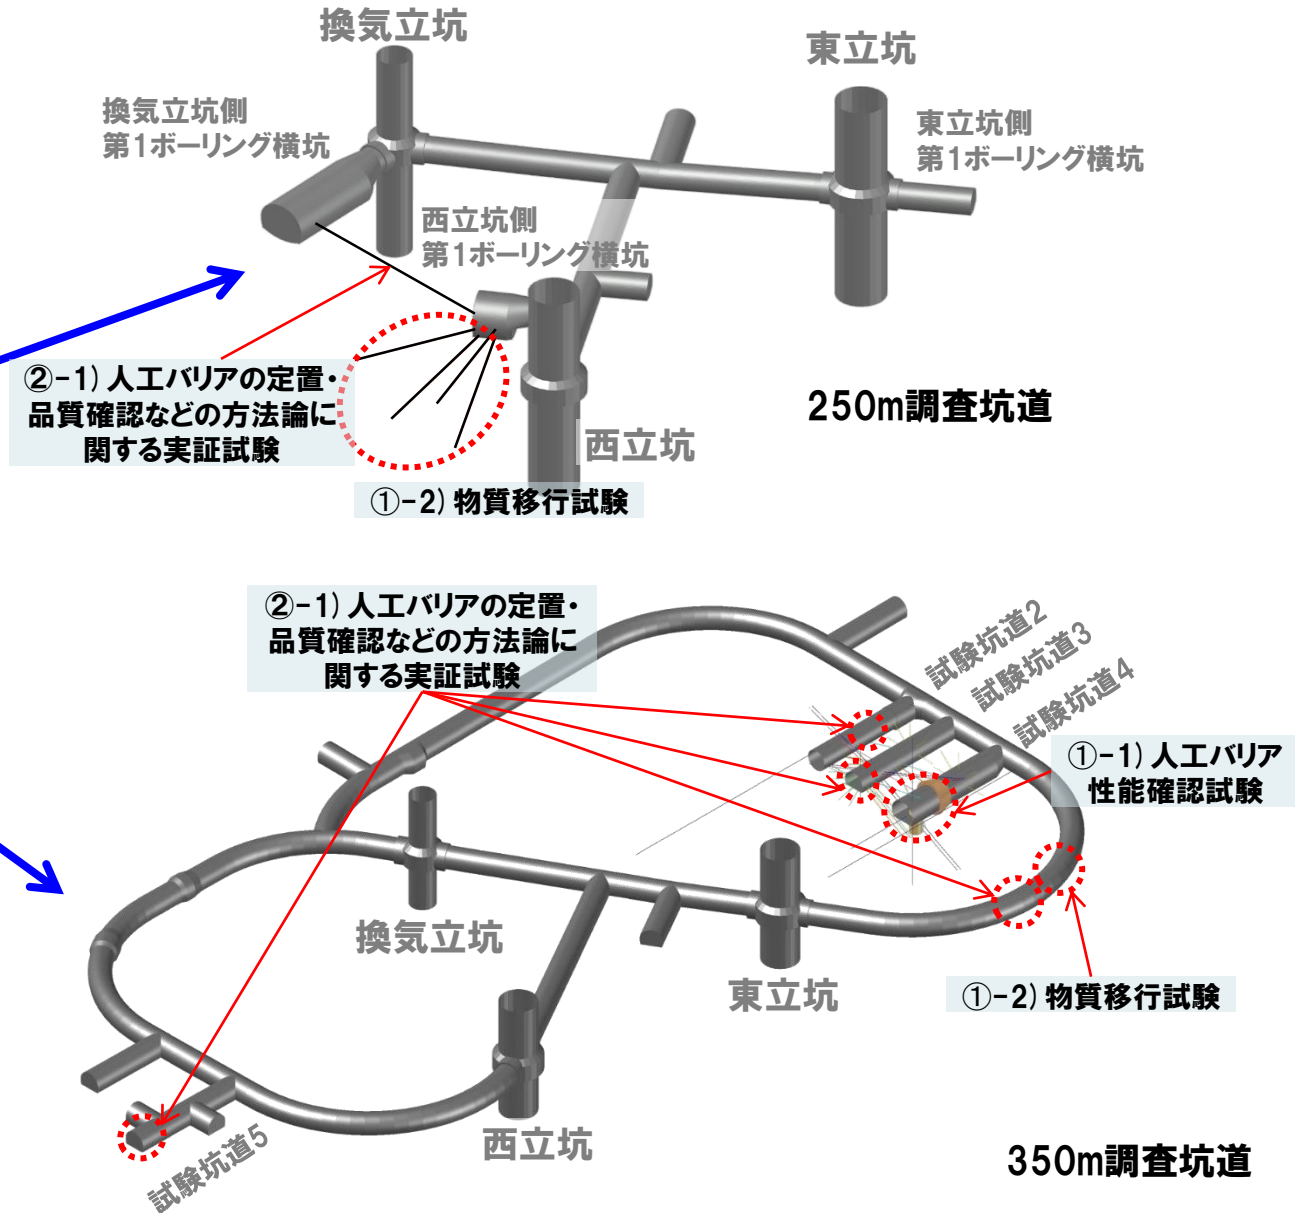 換気立坑
東立坑
換気立坑側
第1ボーリング横坑
東立坑側
第1ボーリング横坑
西立坑側
第1ボーリング横坑
②-1) 人工バリアの定置・
品質確認などの方法論に
関する実証試験
250m調査坑道
西立坑
①-2) 物質移行試験
②-1) 人工バリアの定置・
品質確認などの方法論に
関する実証試験
試験坑道2
試験坑道3
試験坑道4
①-1) 人工バリア
性能確認試験
換気立坑
東立坑
①-2) 物質移行試験
西立坑
試験坑道5
350m調査坑道